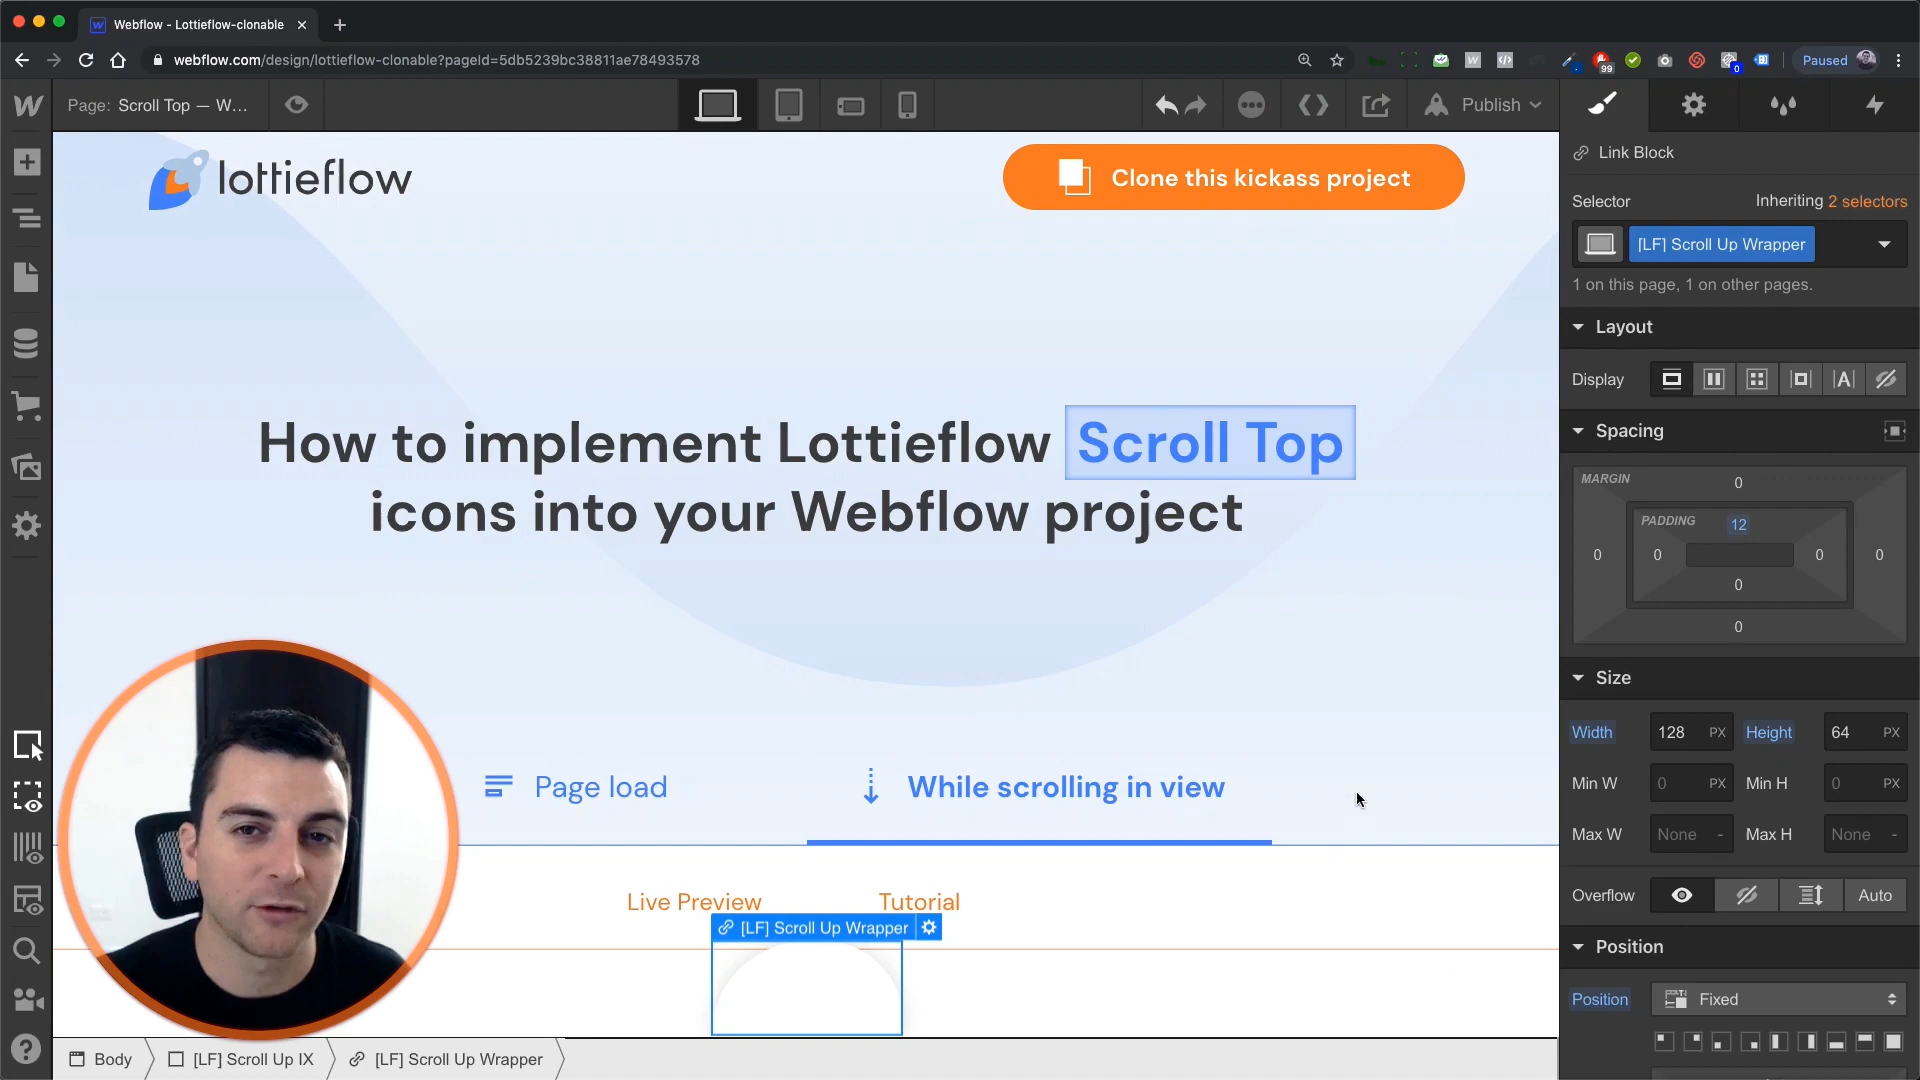 Webflow - Lottieflow-clonable
webflow.com/design/lottieflow-clonable?pageId=5db5239bc38811ae78493578
99
0
Paused
Page: Scroll Top — W...
Publish
lottieflow
Clone this kickass project
How to implement Lottieflow Scroll Top
icons into your Webflow project
Page load
While scrolling in view
Live Preview
Tutorial
[LF] Scroll Up Wrapper
Body
[LF] Scroll Up IX
[LF] Scroll Up Wrapper
Link Block
Selector
Inheriting 2 selectors
[LF] Scroll Up Wrapper
1 on this page, 1 on other pages.
Layout
Display
Spacing
MARGIN
0
PADDING
12
0
0
0
0
0
0
Size
Width 128 PX Height 64 PX
Min W 0 PX Min H 0 PX
Max W None - Max H None -
Overflow
Auto
Position
Position
Fixed